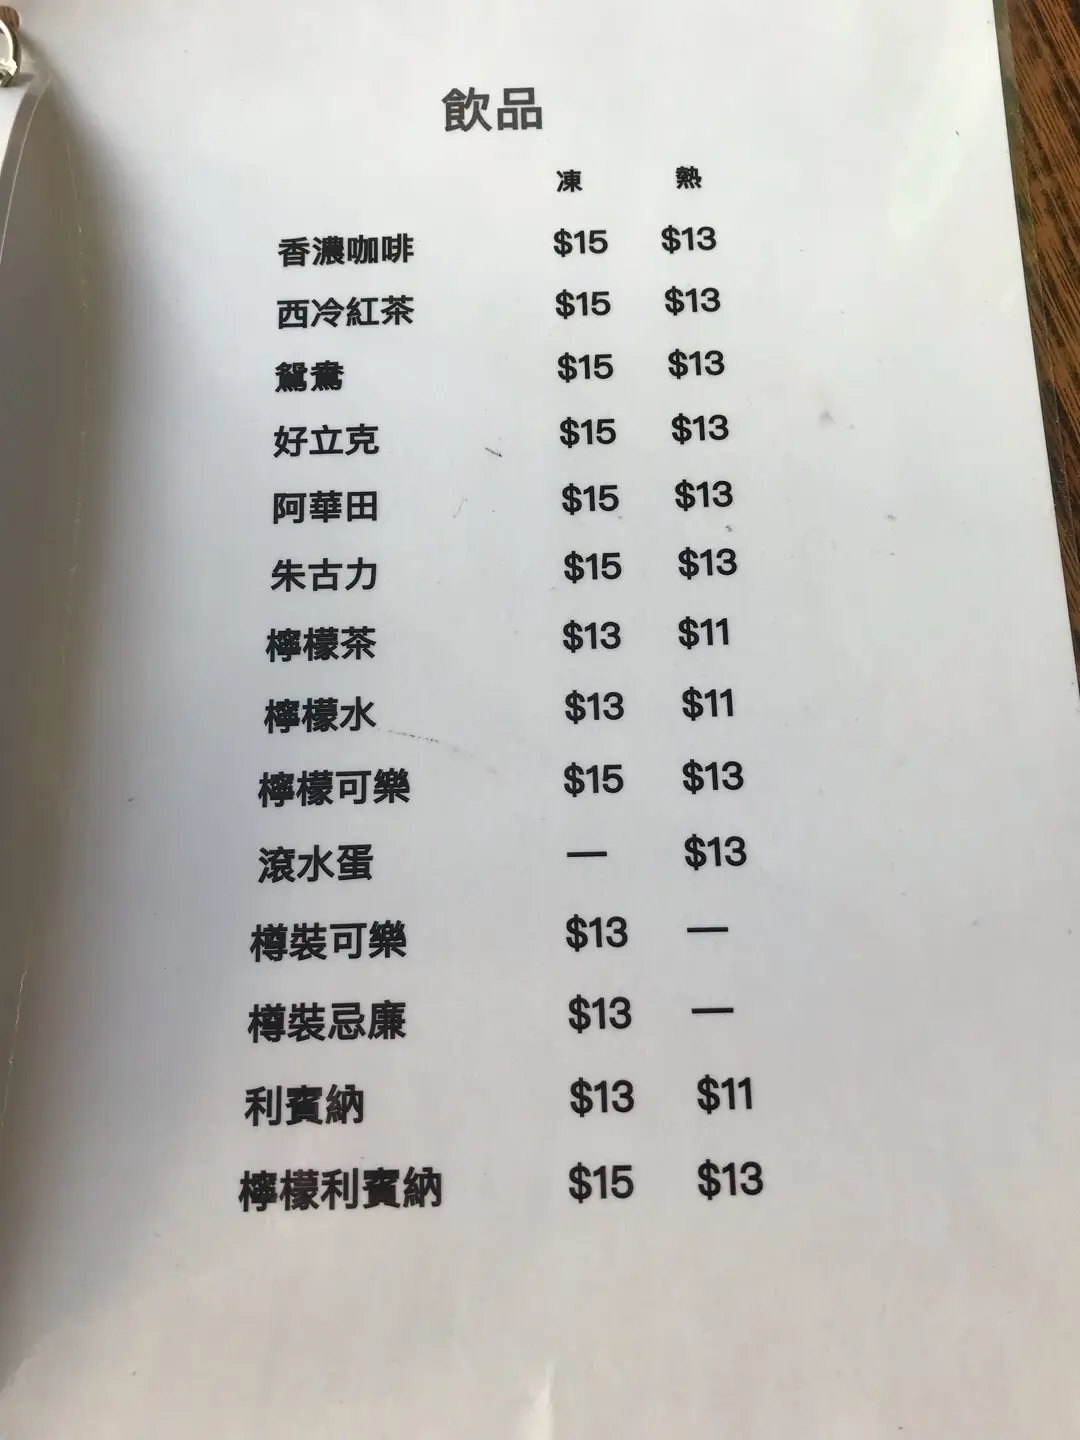 飲品
凍 熱
香濃咖啡 $15 $13
西冷紅茶 $15 $13
鴛鴦 $15 $13
好立克 $15 $13
阿華田 $15 $13
朱古力 $15 $13
檸檬茶 $13 $11
檸檬水 $13 $11
檸檬可樂 $15 $13
滾水蛋 — $13
樽裝可樂 $13 —
樽裝忌廉 $13 —
利賓納 $13 $11
檸檬利賓納 $15 $13